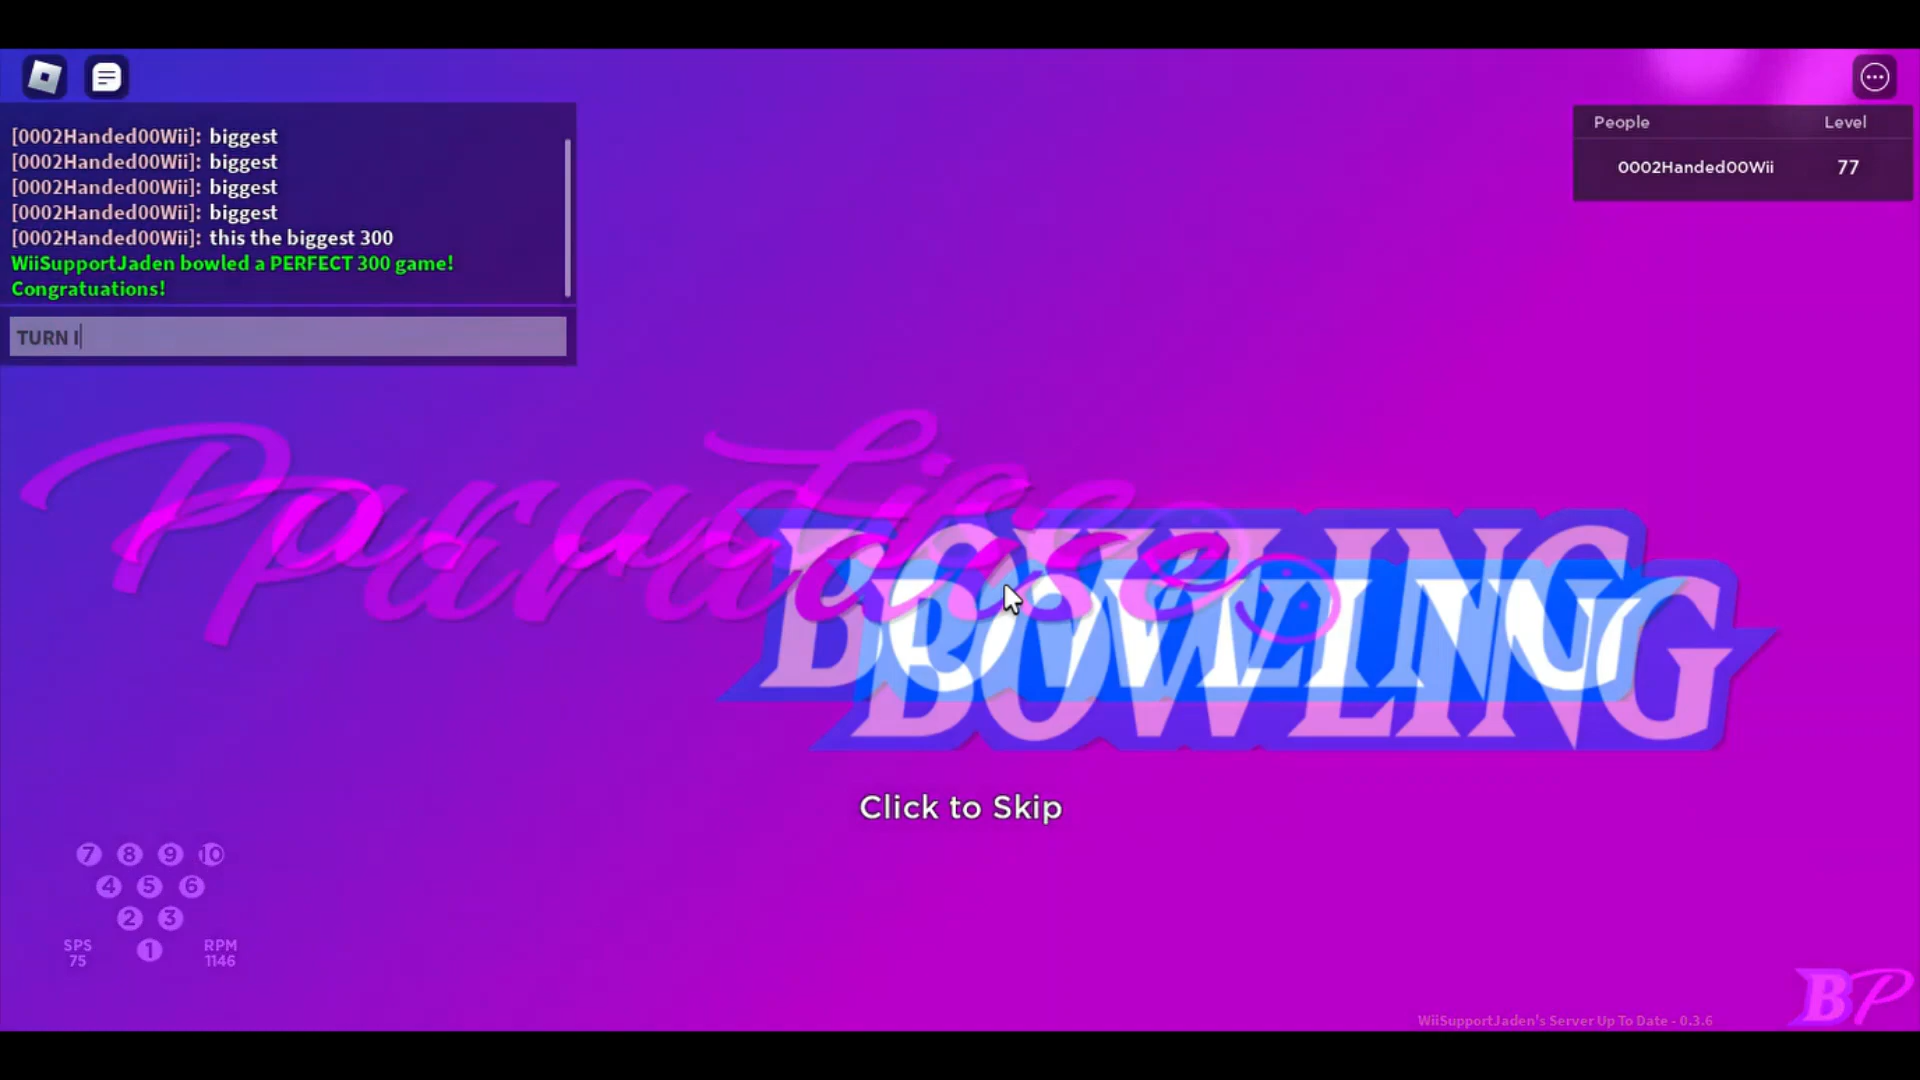 [0002Handed00Wii]: biggest
[0002Handed00Wii]: biggest
[0002Handed00Wii]: biggest
[0002Handed00Wii]: biggest
[0002Handed00Wii]: this the biggest 300
WiiSupportJaden bowled a PERFECT 300 game!
Congratuations!
TURN I
People Level
0002Handed00Wii 77
Paradise
Paradise
BOWLING
BOWLING
Click to Skip
7 8 9 10
4 5 6
2 3
1
SPS
75
RPM
1146
BP
WiiSupportJaden's Server Up To Date - 0.3.6